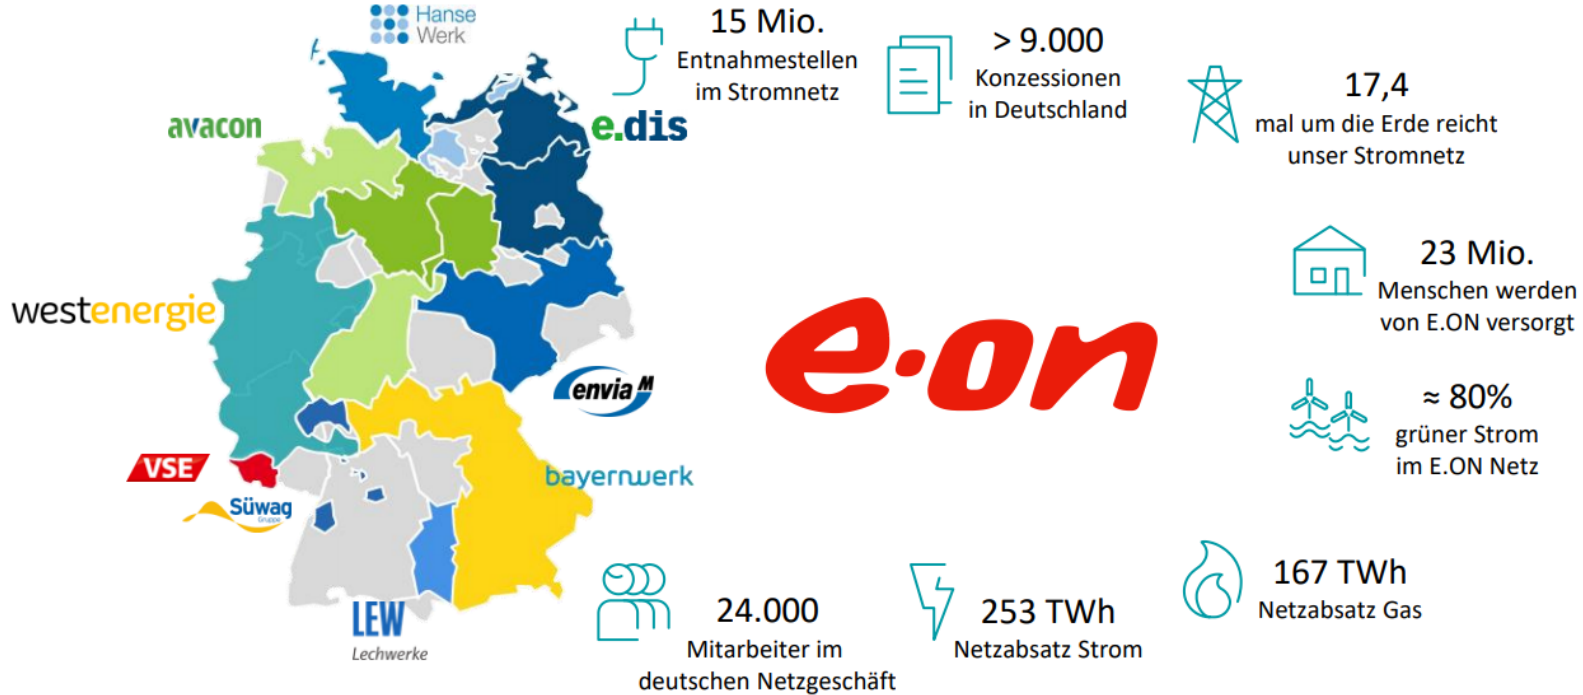 Hanse
Werk
avacon
e.dis
westenergie
envia M
VSE
Süwag
Gruppe
bayernwerk
LEW
Lechwerke
15 Mio.
Entnahmestellen
im Stromnetz
> 9.000
Konzessionen
in Deutschland
17,4
mal um die Erde reicht
unser Stromnetz
23 Mio.
Menschen werden
von E.ON versorgt
e·on
≈ 80%
grüner Strom
im E.ON Netz
24.000
Mitarbeiter im
deutschen Netzgeschäft
253 TWh
Netzabsatz Strom
167 TWh
Netzabsatz Gas